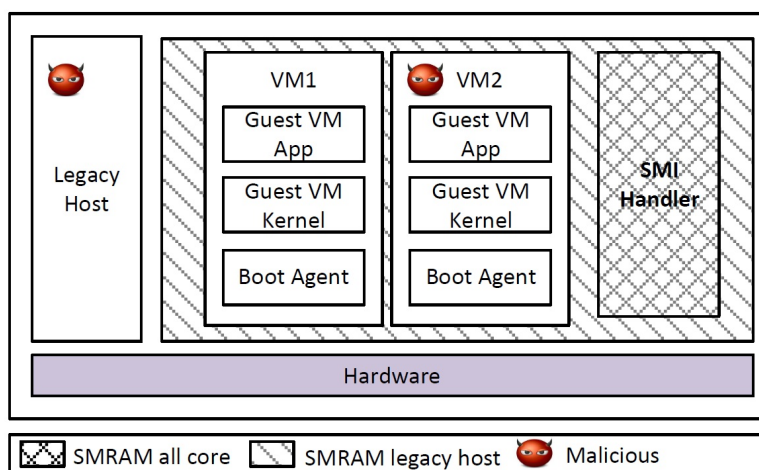 VM1
VM2
Guest VM
App
Guest VM
App
Legacy
Host
Guest VM
Kernel
Guest VM
Kernel
SMI
Handler
Boot Agent
Boot Agent
Hardware
SMRAM all core
SMRAM legacy host
Malicious